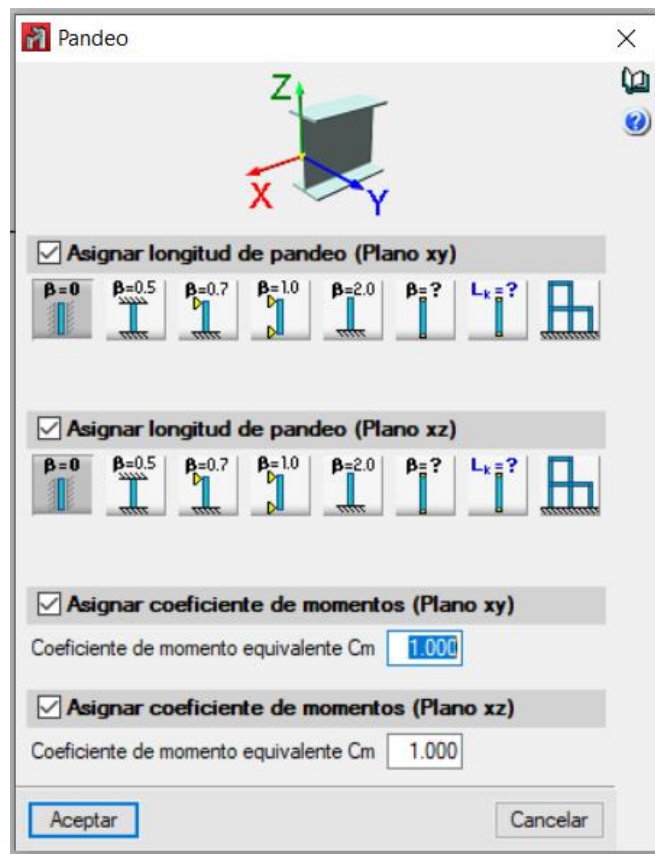 Pandeo
Z
X
Y
Asignar longitud de pandeo (Plano xy)
β=0 β=0.5 β=0.7 β=1.0 β=2.0 β=? Lk=?
Asignar longitud de pandeo (Plano xz)
β=0 β=0.5 β=0.7 β=1.0 β=2.0 β=? Lk=?
Asignar coeficiente de momentos (Plano xy)
Coeficiente de momento equivalente Cm 1.000
Asignar coeficiente de momentos (Plano xz)
Coeficiente de momento equivalente Cm 1.000
Aceptar Cancelar